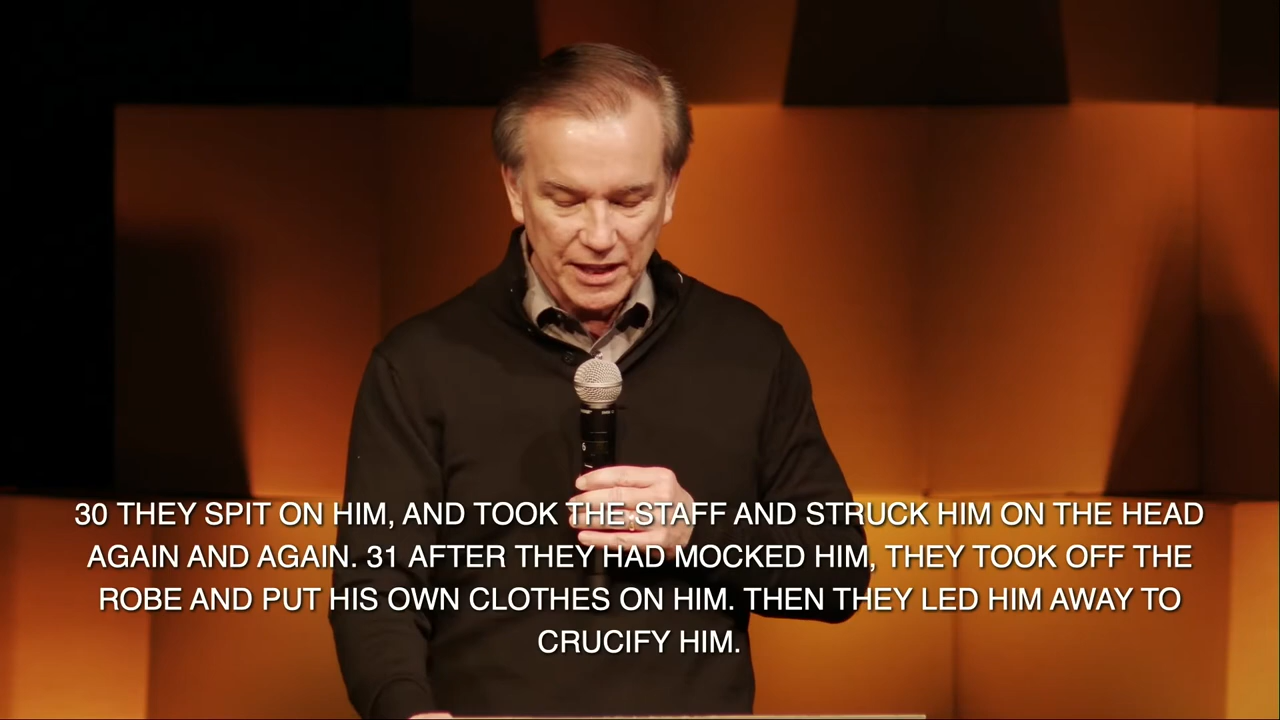 30 THEY SPIT ON HIM, AND TOOK THE STAFF AND STRUCK HIM ON THE HEAD
AGAIN AND AGAIN. 31 AFTER THEY HAD MOCKED HIM, THEY TOOK OFF THE
ROBE AND PUT HIS OWN CLOTHES ON HIM. THEN THEY LED HIM AWAY TO
CRUCIFY HIM.